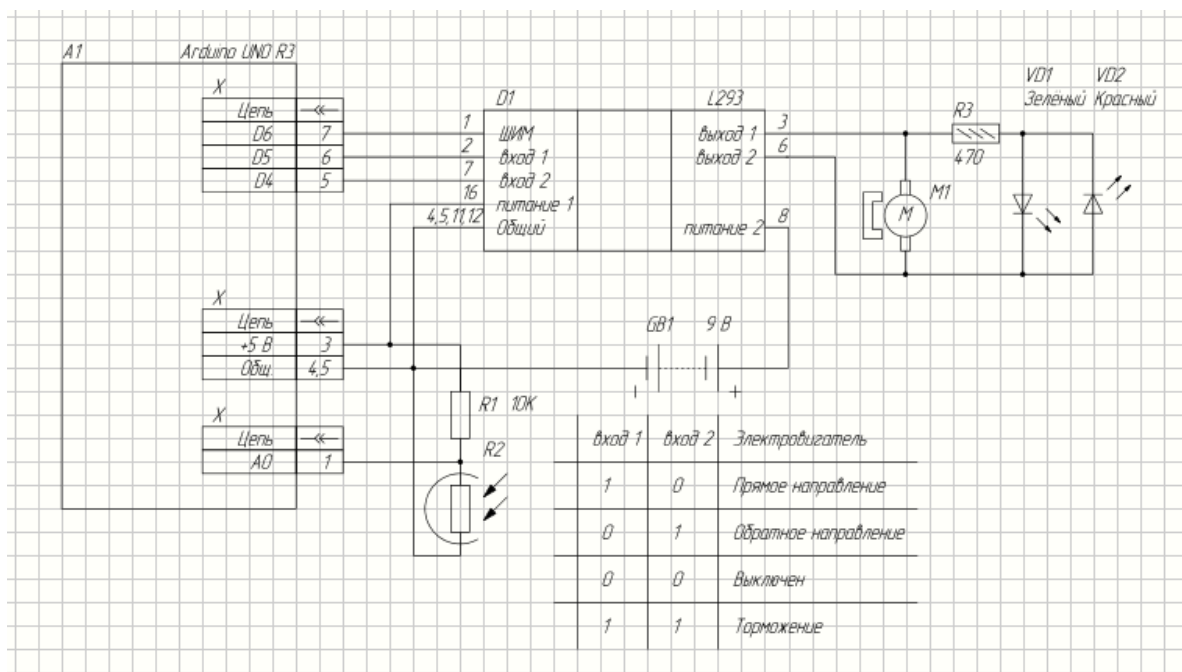 A1 Arduino UNO R3
X
Цепь
D6 7
D5 6
D4 5
X
Цепь
+5 В 3
Общ. 4,5
X
Цепь
A0 1
D1 L293
1 ШИМ
2 вход 1
7 вход 2
16 питание 1
4,5,11,12 Общий
выход 1 3
выход 2 6
питание 2 8
R3
470
VD1 VD2
Зелёный Красный
M M1
GB1 9 В
- +
R1 10K
R2
вход 1 вход 2 Электровигатель
1 0 Прямое направление
0 1 Обратное направление
0 0 Выключен
1 1 Торможение